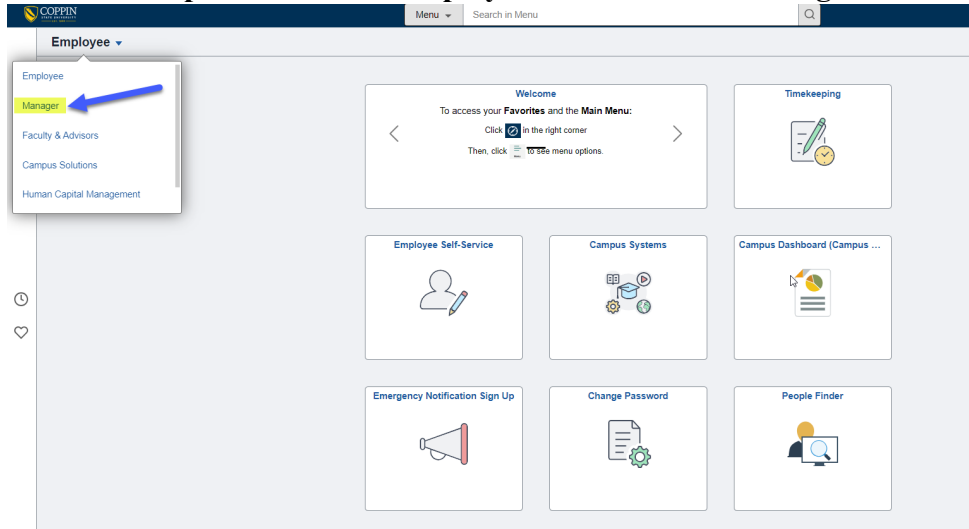 COPPIN
STATE UNIVERSITY
Menu
Search in Menu
Employee
Employee
Manager
Faculty & Advisors
Campus Solutions
Human Capital Management
Welcome
To access your Favorites and the Main Menu:
Click in the right corner
Then, click to see menu options.
Timekeeping
Employee Self-Service
Campus Systems
Campus Dashboard (Campus ...
Emergency Notification Sign Up
Change Password
People Finder